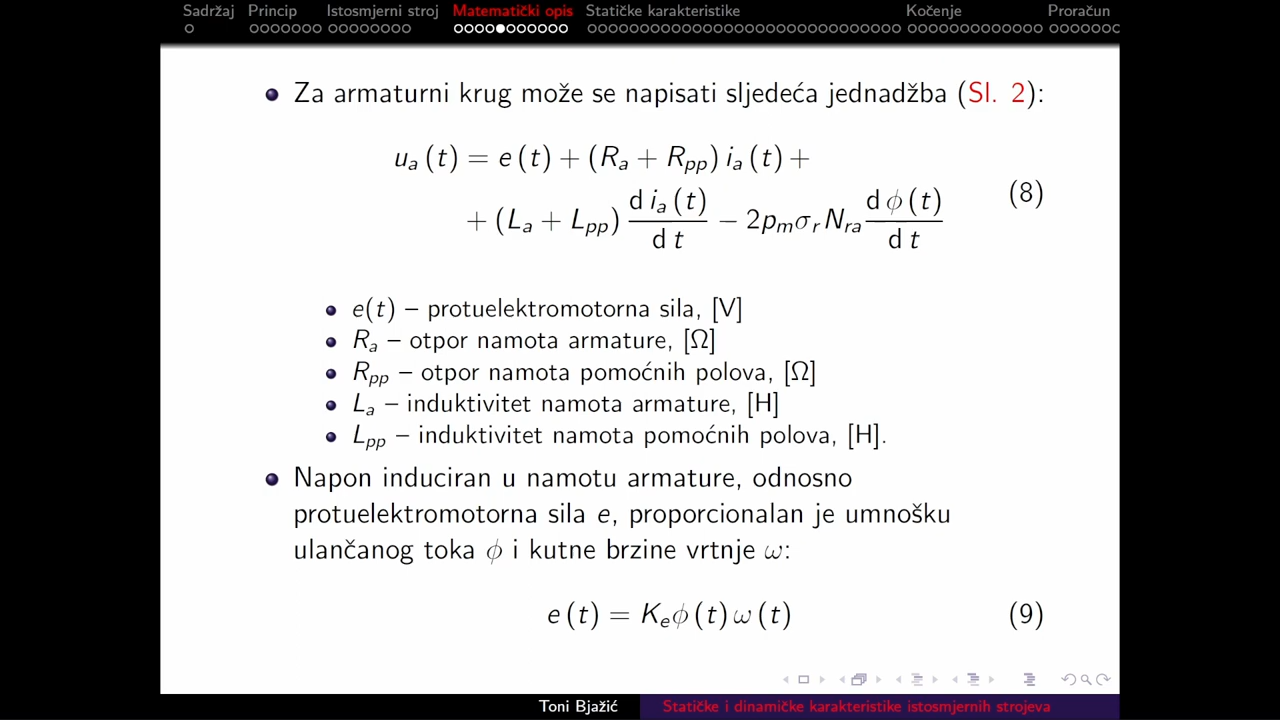 Sadržaj Princip Istosmjerni stroj Matematički opis Statičke karakteristike Kočenje Proračun
Za armaturni krug može se napisati sljedeća jednadžba (Sl. 2):
u_a (t) = e (t) + (R_a + R_pp) i_a (t) +
+ (L_a + L_pp) d i_a (t) / d t − 2p_m σ_r N_ra d ϕ (t) / d t (8)
e(t) – protuelektromotorna sila, [V]
R_a – otpor namota armature, [Ω]
R_pp – otpor namota pomoćnih polova, [Ω]
L_a – induktivitet namota armature, [H]
L_pp – induktivitet namota pomoćnih polova, [H].
Napon induciran u namotu armature, odnosno
protuelektromotorna sila e, proporcionalan je umnošku
ulančanog toka ϕ i kutne brzine vrtnje ω:
e (t) = K_e ϕ (t) ω (t) (9)
Toni Bjažić Statičke i dinamičke karakteristike istosmjernih strojeva